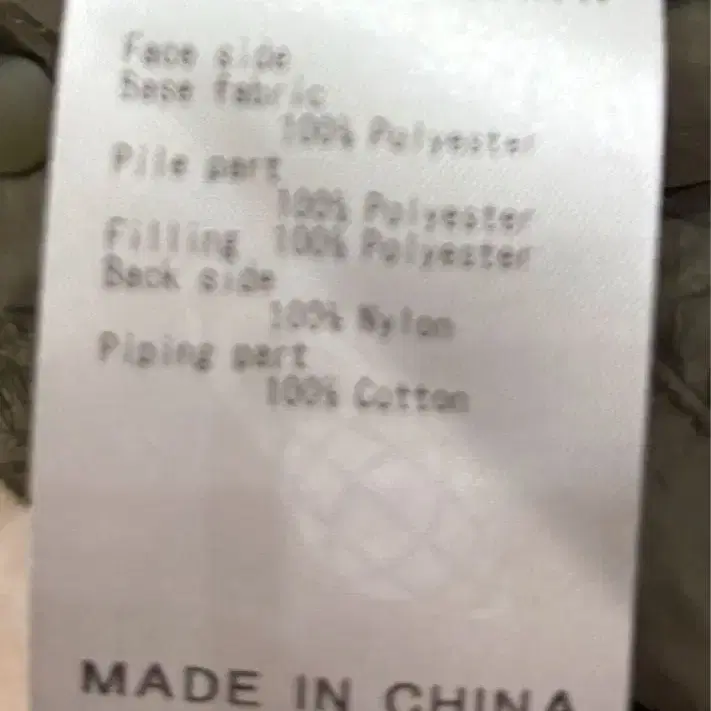 Face side
Base fabric
100% Polyester
Pile part
100% Polyester
Filling 100% Polyester
Back side
100% Nylon
Piping part
100% Cotton
MADE IN CHINA